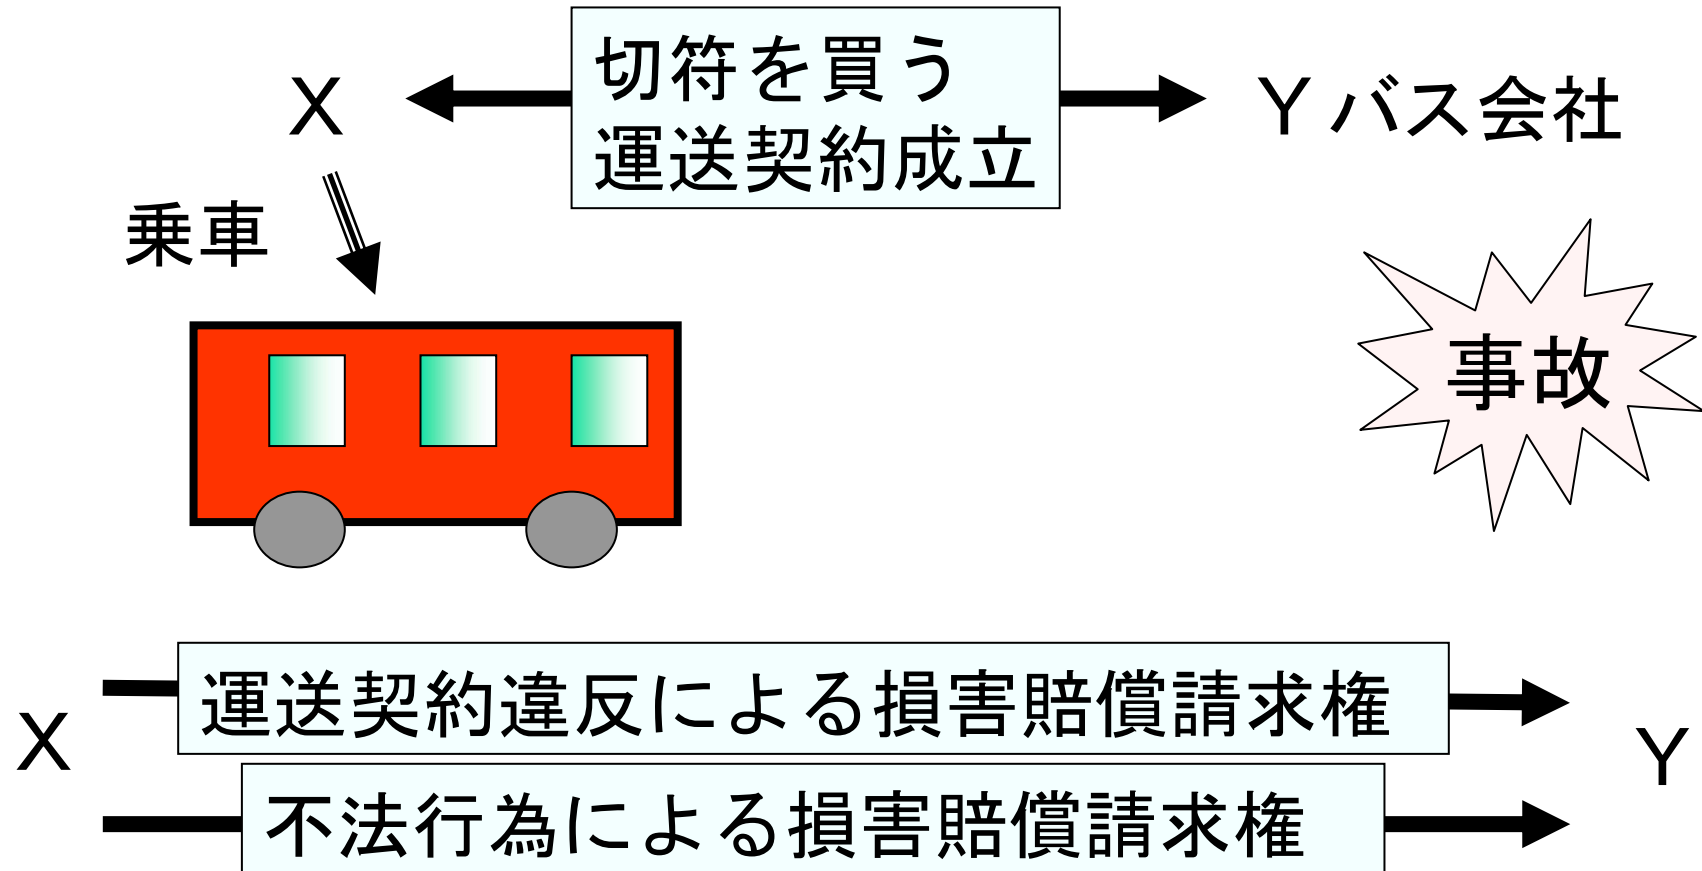 切符を買う
運送契約成立
X
Yバス会社
乗車
事故
運送契約違反による損害賠償請求権
X
Y
不法行為による損害賠償請求権